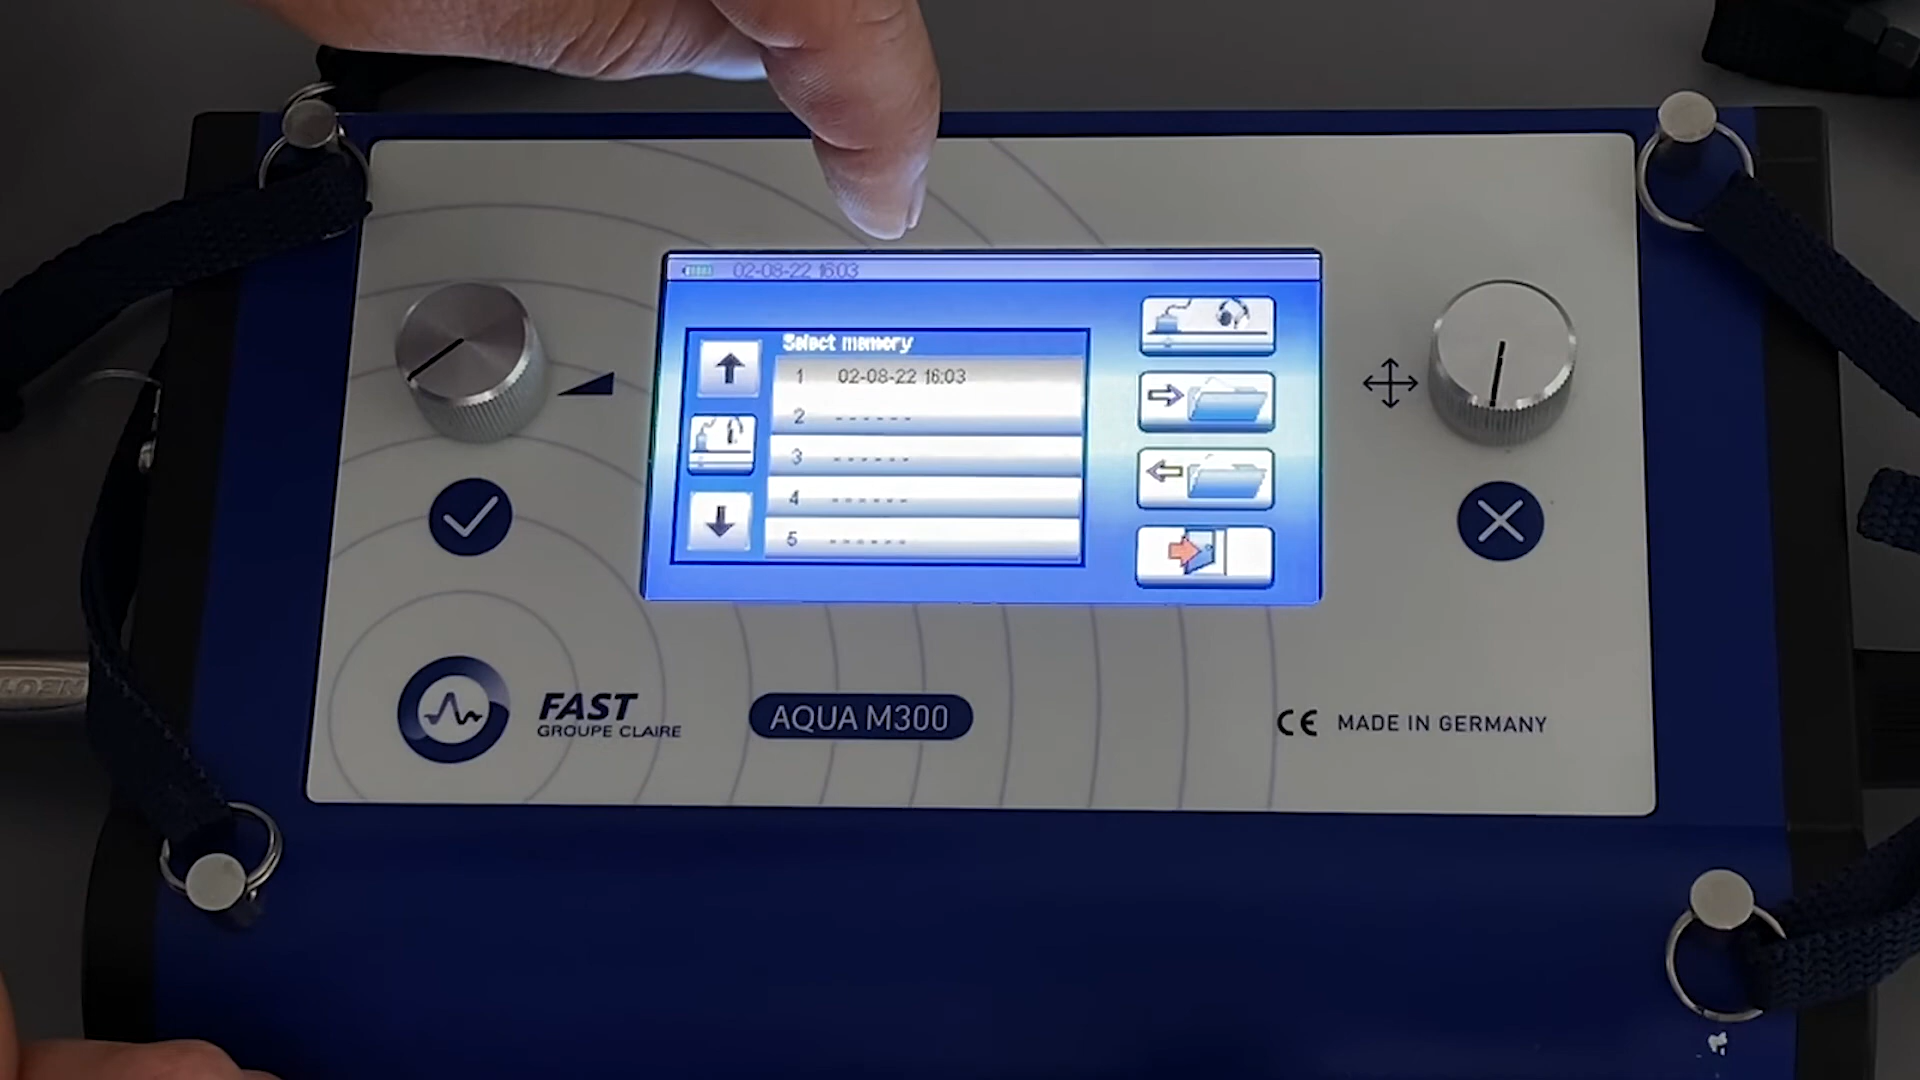 02-08-22 16:03
Select memory
1 02-08-22 16:03
2 ------
3 ------
4 ------
5 ------
FAST
GROUPE CLAIRE
AQUA M300
CE MADE IN GERMANY